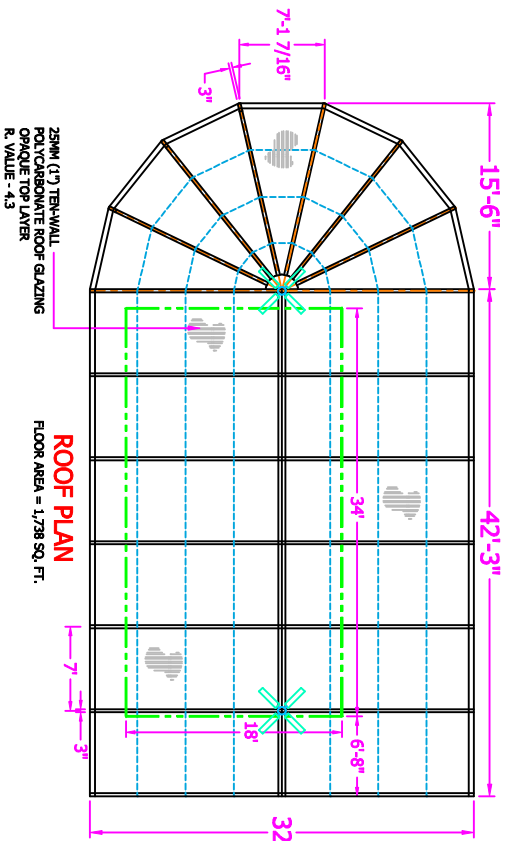 15'-6"
42'-3"
7'-1 7/16"
3"
34'
6'-8"
18'
7'
3"
32
25MM (1") TEN-WALL
POLYCARBONATE ROOF GLAZING
OPAQUE TOP LAYER
R. VALUE - 4.3
ROOF PLAN
FLOOR AREA = 1,738 SQ. FT.